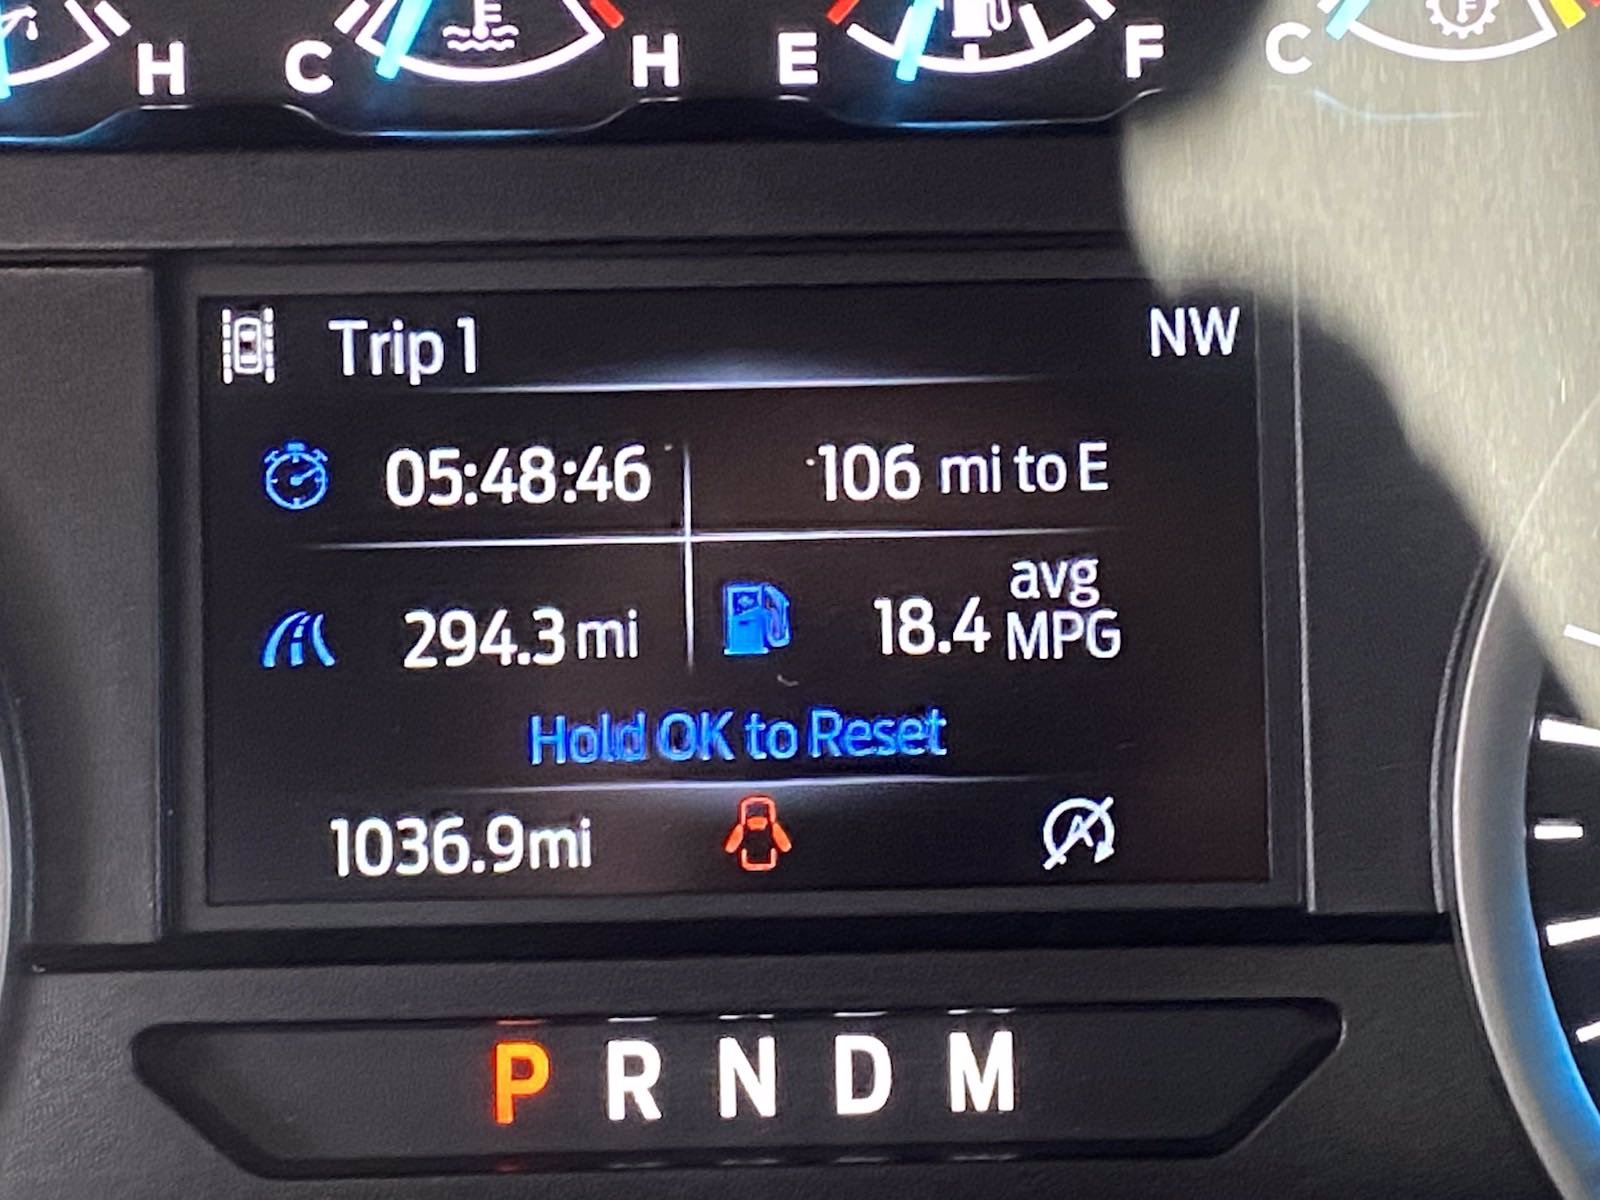 H C H E F C
Trip 1 NW
05:48:46 106 mi to E
294.3 mi 18.4 avg MPG
Hold OK to Reset
1036.9mi
P R N D M